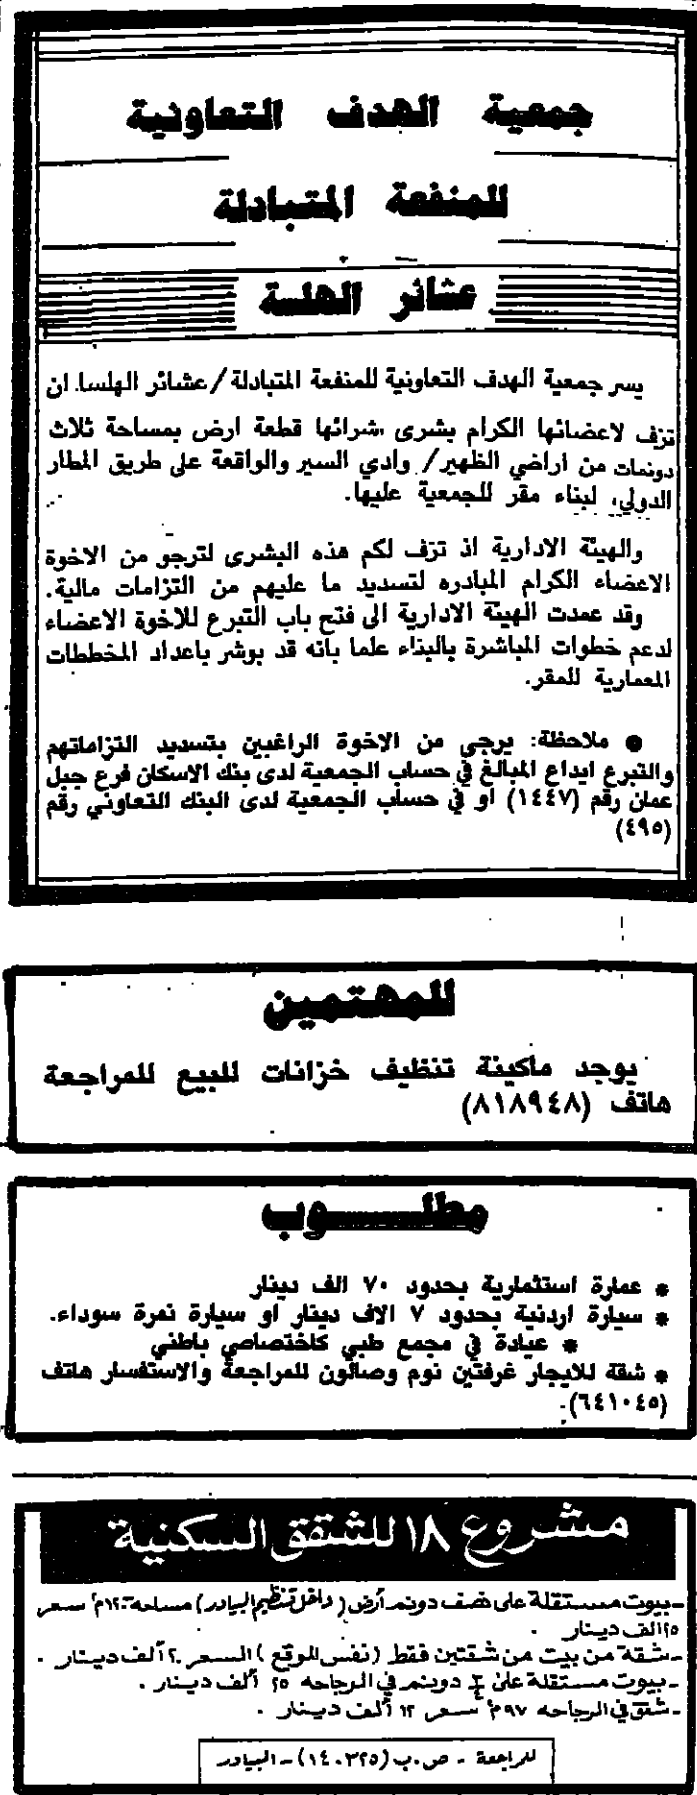 جمعية الهدف التعاونية
للمنفعة المتبادلة
عشائر الهلسة
يسر جمعية الهدف التعاونية للمنفعة المتبادلة/عشائر الهلسا. ان
تزف لاعضائها الكرام بشرى شرائها قطعة ارض بمساحة ثلاث
دونمات من اراضي الظهير/ وادي السير والواقعة على طريق المطار
الدولي، لبناء مقر للجمعية عليها.
والهيئة الادارية اذ تزف لكم هذه البشرى لترجو من الاخوة
الاعضاء الكرام المبادره لتسديد ما عليهم من التزامات مالية.
وقد عمدت الهيئة الادارية الى فتح باب التبرع للاخوة الاعضاء
لدعم خطوات المباشرة بالبناء علما بانه قد بوشر باعداد المخططات
المعمارية للمقر.
● ملاحظة: يرجى من الاخوة الراغبين بتسديد التزاماتهم
والتبرع ايداع المبالغ في حساب الجمعية لدى بنك الاسكان فرع جبل
عمان رقم (١٤٤٧) او في حساب الجمعية لدى البنك التعاوني رقم
(٤٩٥)
للمهتمين
يوجد ماكينة تنظيف خزانات للبيع للمراجعة
هاتف (٨١٨٩٤٨)
مطلـــــوب
* عمارة استثمارية بحدود ٧٠ الف دينار
* سيارة اردنية بحدود ٧ الاف دينار او سيارة نمرة سوداء.
* عيادة في مجمع طبي كاختصاصي باطني
* شقة للايجار غرفتين نوم وصالون للمراجعة والاستفسار هاتف
(٦٤١٠٤٥).
مشروع ١٨ للشقق السكنية
- بيوت مستقلة على نصف دونم أرض (داخل تنظيم البيادر) مساحة ١٢٠م٢ سعر
٢٥ الف دينار .
- شقة من بيت من شقتين فقط (نفس الموقع) السعر ٢٠ ألف دينار .
- بيوت مستقلة على دونم في الرجاحه ٢٥ ألف دينار .
- شقق في الرجاحه ٩٧م٢ سعر ١٢ ألف دينار .
للمراجعة - ص.ب (١٤٠٣٢٥) - البيادر